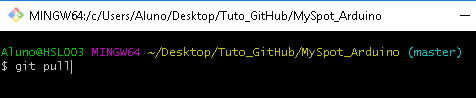 MINGW64:/c/Users/Aluno/Desktop/Tuto_GitHub/MySpot_Arduino
Aluno@HSL003 MINGW64 ~/Desktop/Tuto_GitHub/MySpot_Arduino (master)
$ git pull